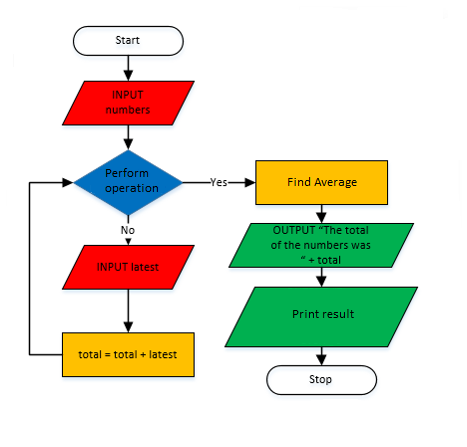 Start
INPUT
numbers
Perform
operation
Yes
Find Average
No
OUTPUT “The total
of the numbers was
“ + total
INPUT latest
Print result
total = total + latest
Stop